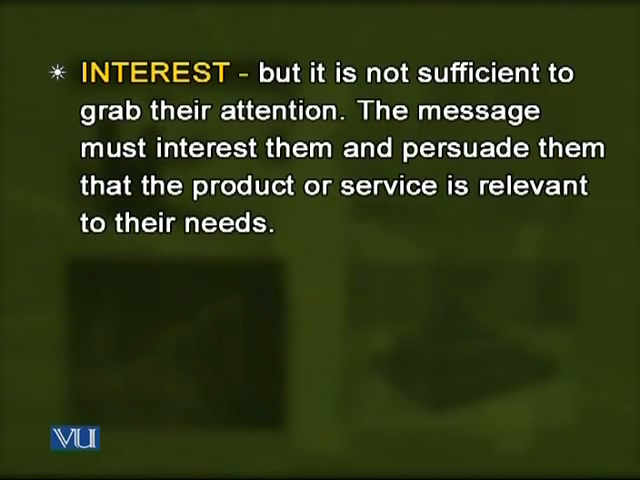 INTEREST - but it is not sufficient to
grab their attention. The message
must interest them and persuade them
that the product or service is relevant
to their needs.
VU